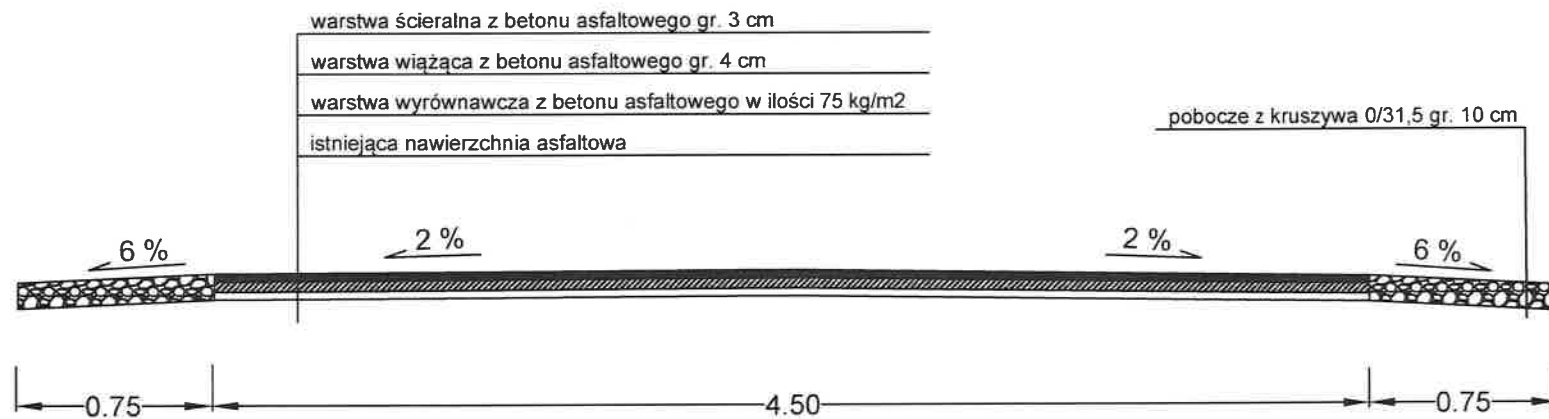 warstwa ścieralna z betonu asfaltowego gr. 3 cm
warstwa wiążąca z betonu asfaltowego gr. 4 cm
warstwa wyrównawcza z betonu asfaltowego w ilości 75 kg/m2
istniejąca nawierzchnia asfaltowa
pobocze z kruszywa 0/31,5 gr. 10 cm
6 %
2 %
2 %
6 %
0.75
4.50
0.75